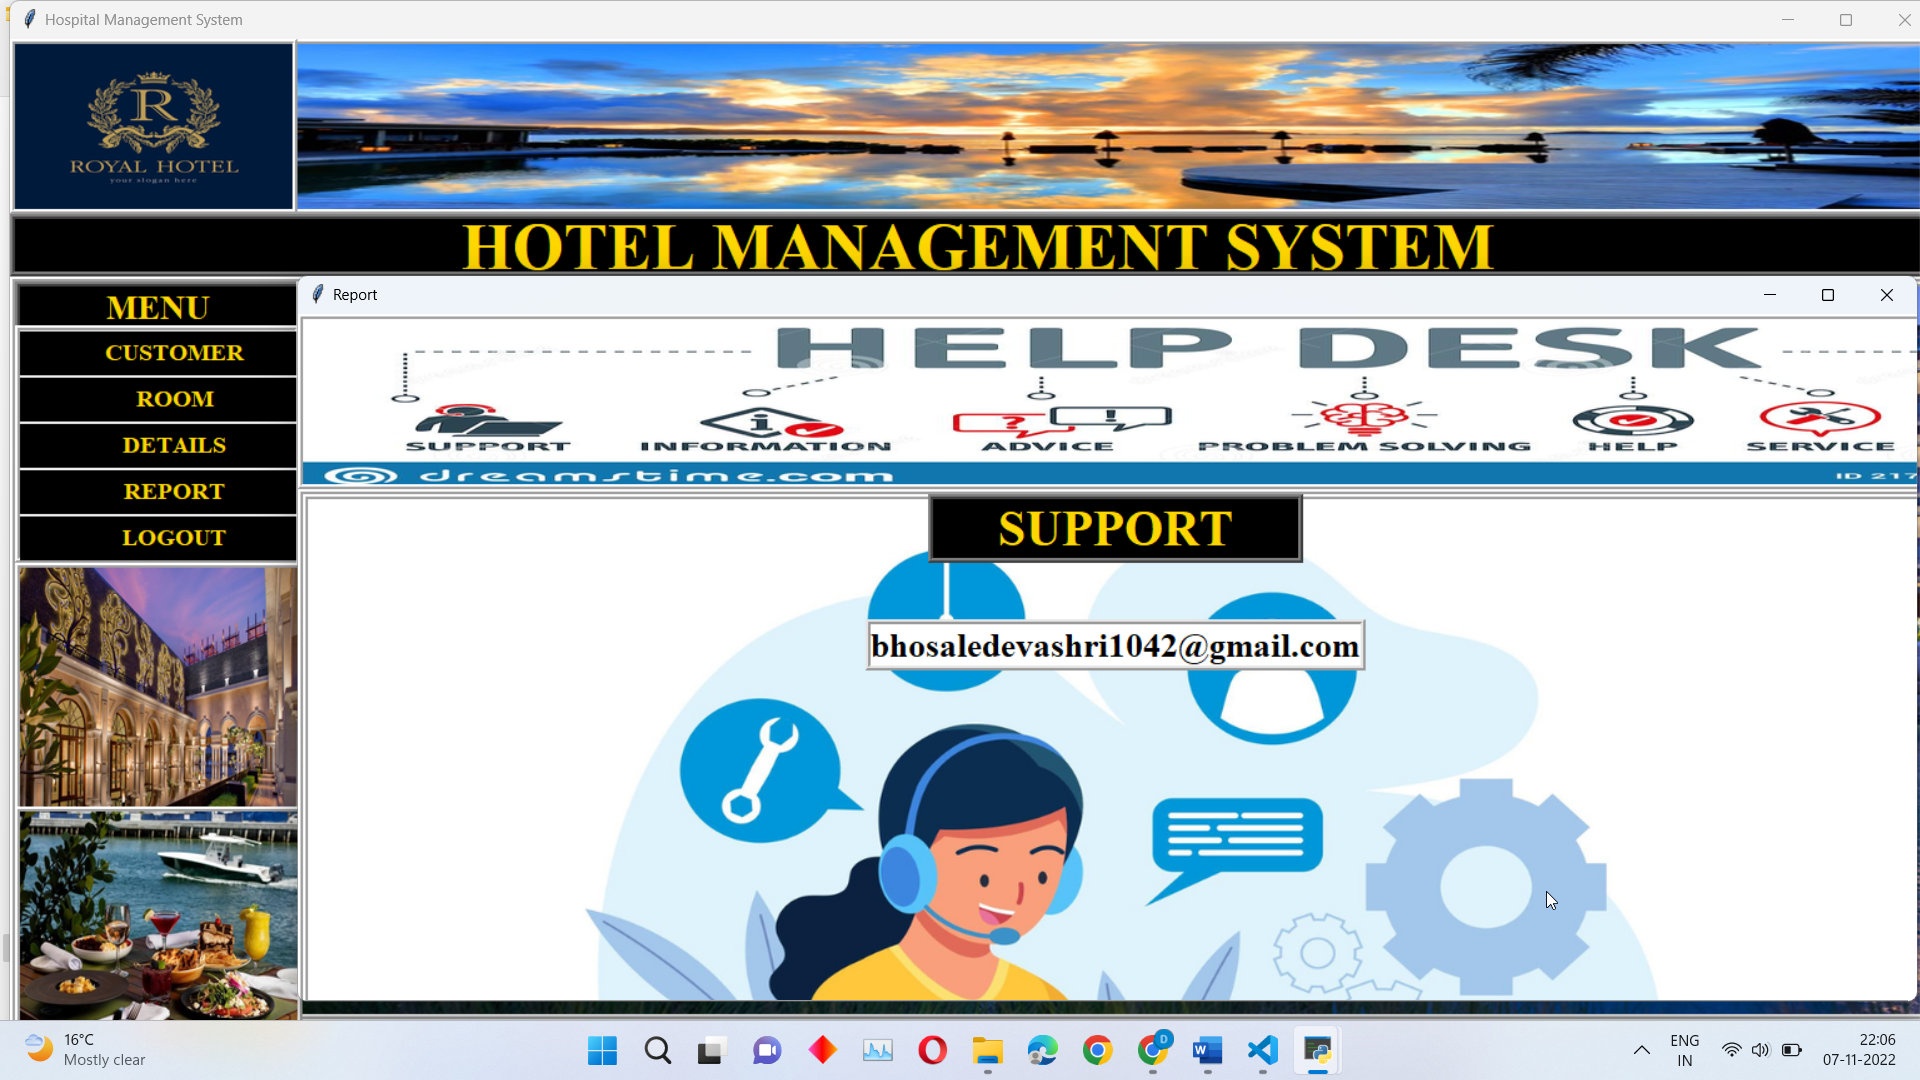 Hospital Management System
R
ROYAL HOTEL
your slogan here
HOTEL MANAGEMENT SYSTEM
MENU
CUSTOMER
ROOM
DETAILS
REPORT
LOGOUT
Report
HELP DESK
SUPPORT INFORMATION ADVICE PROBLEM SOLVING HELP SERVICE
dreamstime.com ID 217
SUPPORT
bhosaledevashri1042@gmail.com
16°C
Mostly clear
D
W
ENG
IN
22:06
07-11-2022